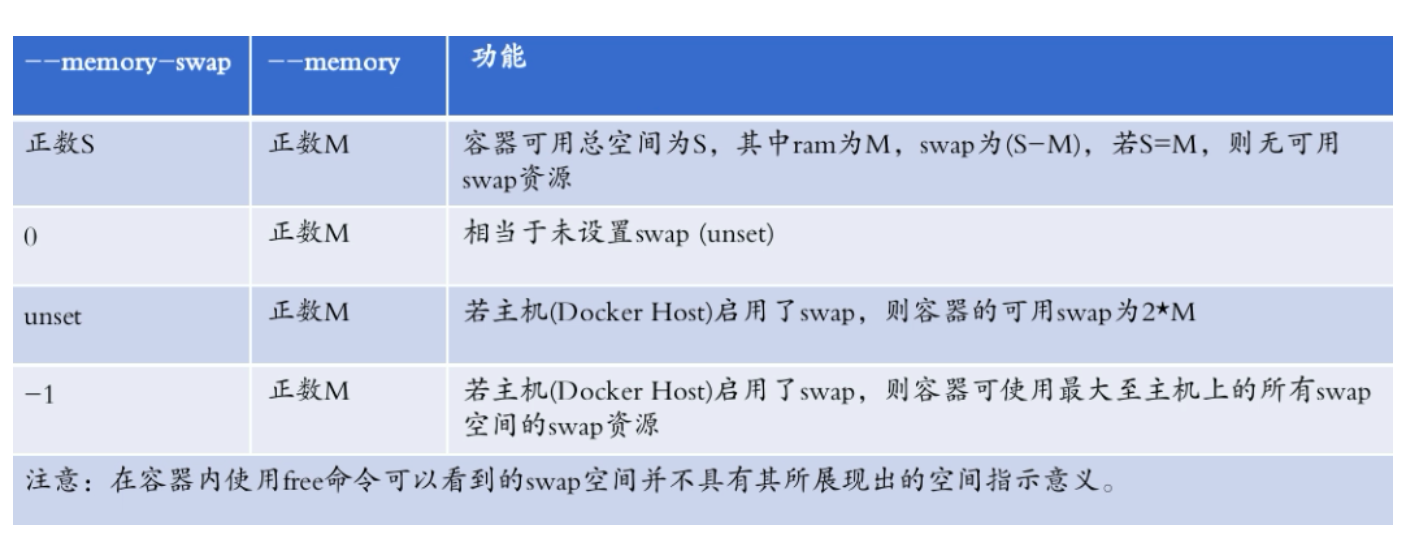 --memory-swap --memory 功能
正数S 正数M 容器可用总空间为S，其中ram为M，swap为(S-M)，若S=M，则无可用
swap资源
0 正数M 相当于未设置swap (unset)
unset 正数M 若主机(Docker Host)启用了swap，则容器的可用swap为2*M
-1 正数M 若主机(Docker Host)启用了swap，则容器可使用最大至主机上的所有swap
空间的swap资源
注意：在容器内使用free命令可以看到的swap空间并不具有其所展现出的空间指示意义。